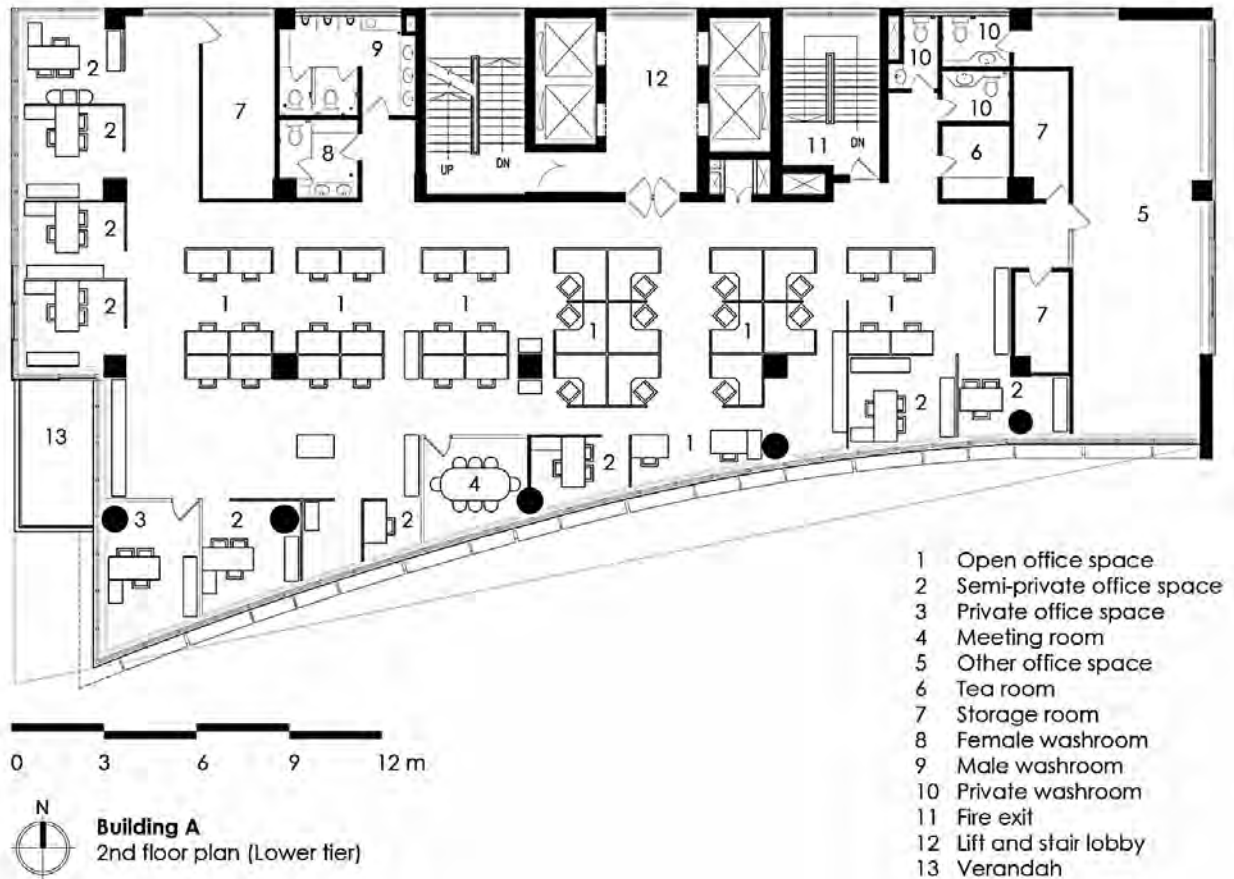 2
9
10
10
2
7
12
10
7
8
11
DN
6
UP
DN
2
5
2
1
1
1
1
1
1
7
2
2
13
1
2
4
3
2
2
0 3 6 9 12 m
N
Building A
2nd floor plan (Lower tier)
1 Open office space
2 Semi-private office space
3 Private office space
4 Meeting room
5 Other office space
6 Tea room
7 Storage room
8 Female washroom
9 Male washroom
10 Private washroom
11 Fire exit
12 Lift and stair lobby
13 Verandah